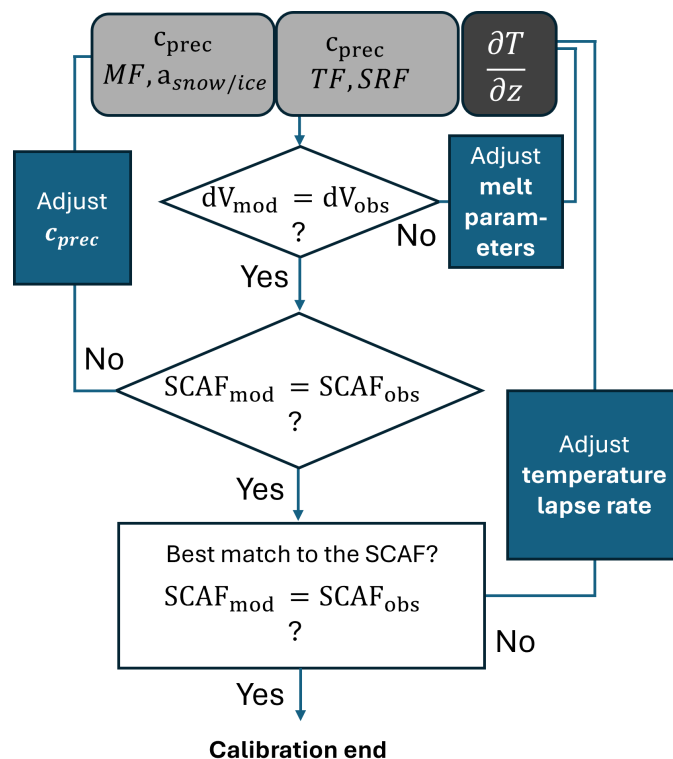 c_prec
MF, a_snow/ice
c_prec
TF, SRF
∂T
∂z
dV_mod = dV_obs
?
No
Adjust
melt
param-
eters
Yes
Adjust
c_prec
No
SCAF_mod = SCAF_obs
?
Yes
Adjust
temperature
lapse rate
Best match to the SCAF?
SCAF_mod = SCAF_obs
?
No
Yes
Calibration end